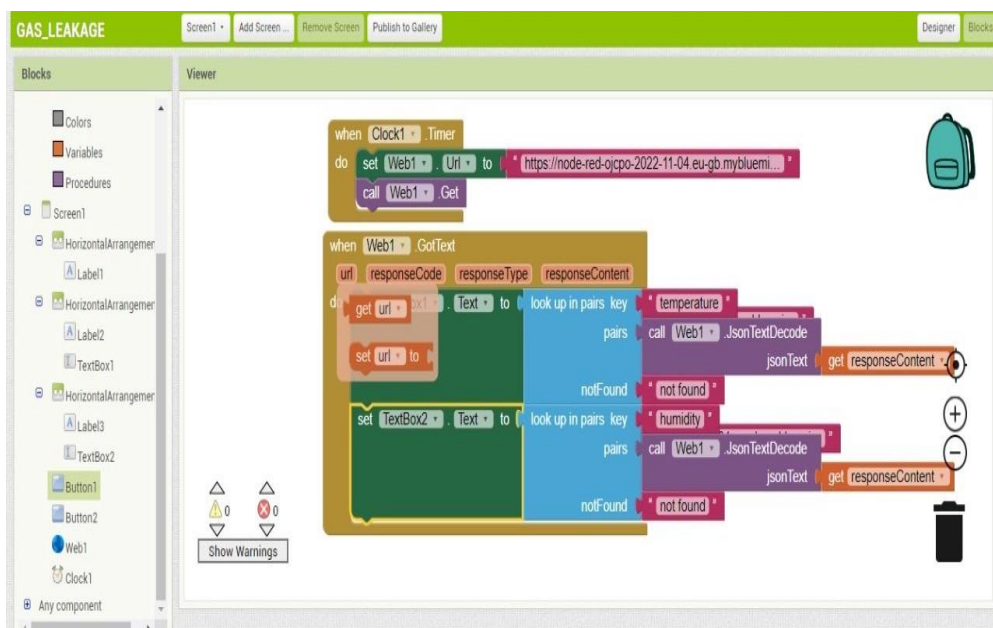 GAS_LEAKAGE
Screen1 Add Screen ... Remove Screen Publish to Gallery Designer Blocks
Blocks
Viewer
Colors
Variables
Procedures
Screen1
HorizontalArrangemer
Label1
HorizontalArrangemer
Label2
TextBox1
HorizontalArrangemer
Label3
TextBox2
Button1
Button2
Web1
Clock1
Any component
when Clock1 .Timer
do set Web1 . Url to " https://node-red-ojcpo-2022-11-04.eu-gb.mybluemi... "
call Web1 .Get
when Web1 .GotText
url responseCode responseType responseContent
get url
set url to
Text to look up in pairs key " temperature "
pairs call Web1 .JsonTextDecode
jsonText get responseContent
notFound " not found "
set TextBox2 . Text to look up in pairs key " humidity "
pairs call Web1 .JsonTextDecode
jsonText get responseContent
notFound " not found "
0 0
Show Warnings